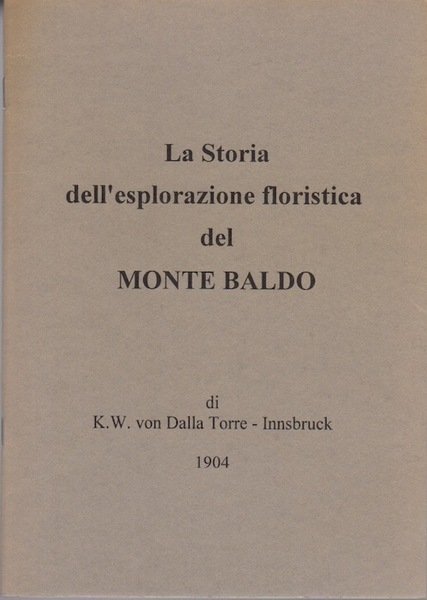 La Storia
dell'esplorazione floristica
del
MONTE BALDO
di
K.W. von Dalla Torre - Innsbruck
1904